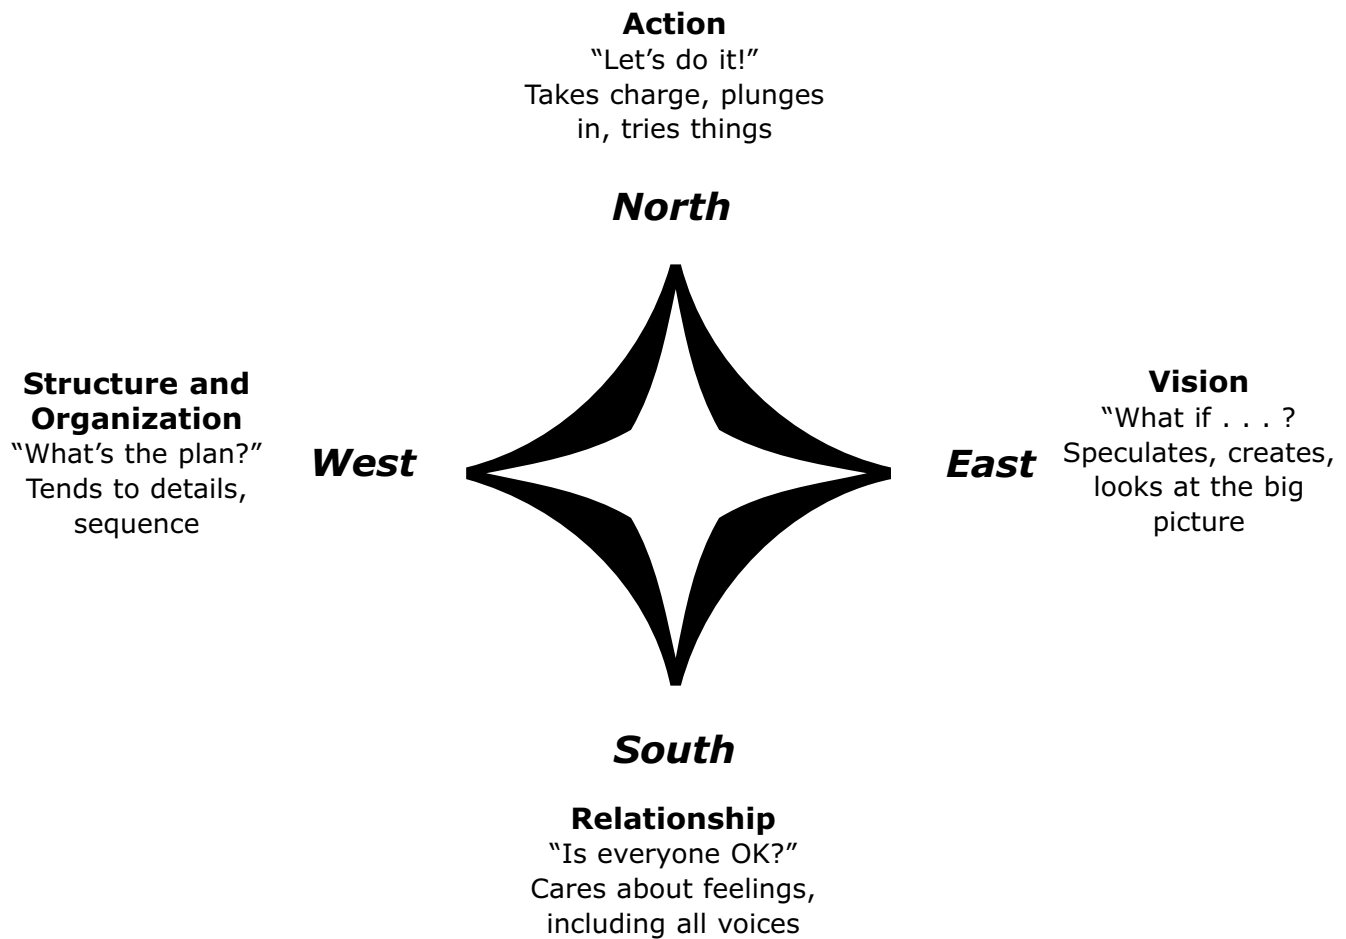 Action
“Let’s do it!”
Takes charge, plunges
in, tries things
North
Structure and
Organization
“What’s the plan?”
Tends to details,
sequence
West
East
Vision
“What if . . . ?
Speculates, creates,
looks at the big
picture
South
Relationship
“Is everyone OK?”
Cares about feelings,
including all voices